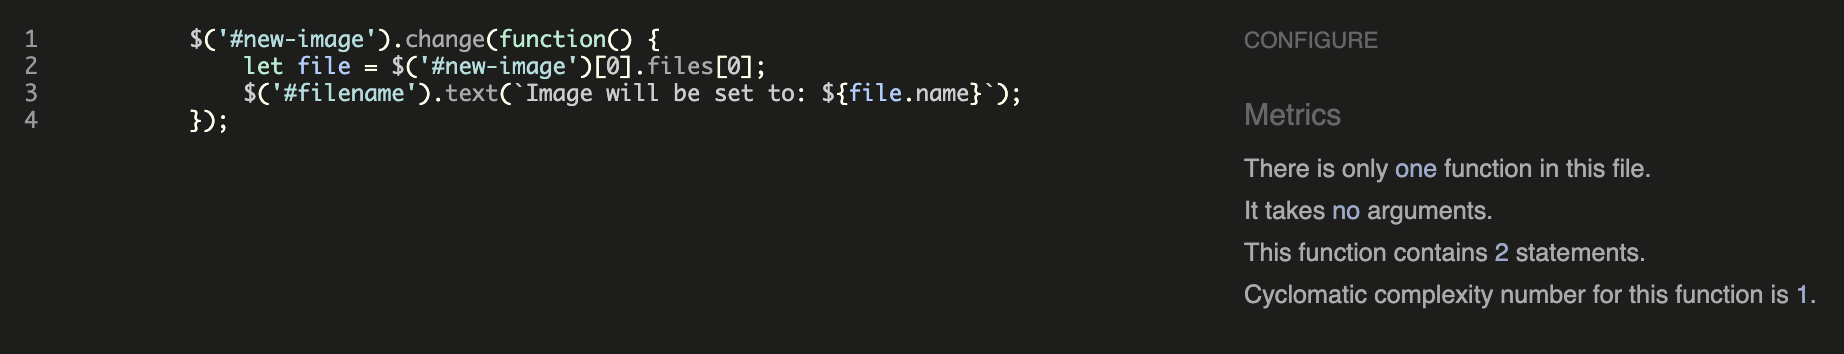 1 $('#new-image').change(function() {
2 let file = $('#new-image')[0].files[0];
3 $('#filename').text(`Image will be set to: ${file.name}`);
4 });
CONFIGURE
Metrics
There is only one function in this file.
It takes no arguments.
This function contains 2 statements.
Cyclomatic complexity number for this function is 1.